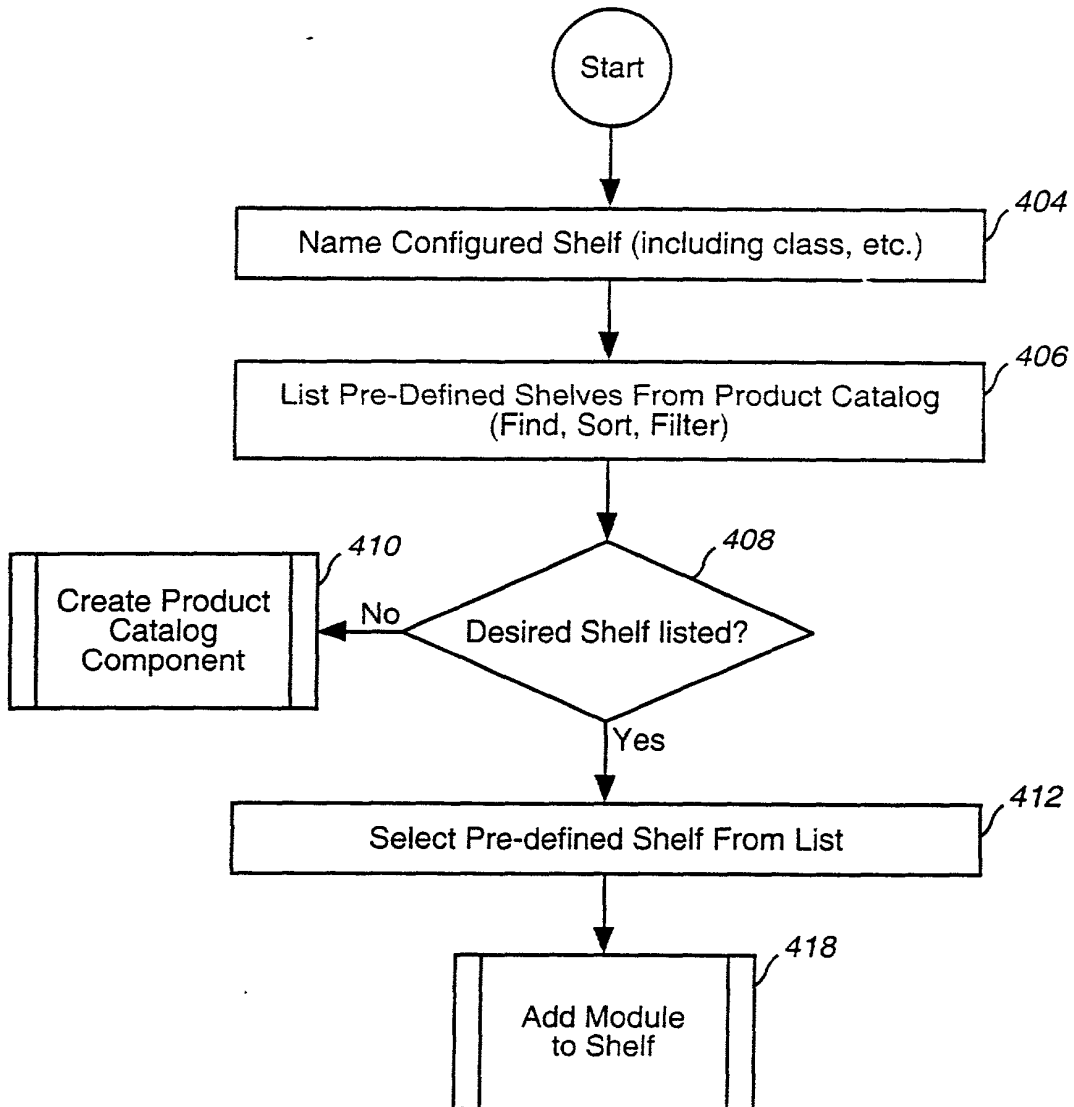 Start
404
Name Configured Shelf (including class, etc.)
406
List Pre-Defined Shelves From Product Catalog
(Find, Sort, Filter)
410
408
Create Product
Catalog
Component
No
Desired Shelf listed?
Yes
412
Select Pre-defined Shelf From List
418
Add Module
to Shelf